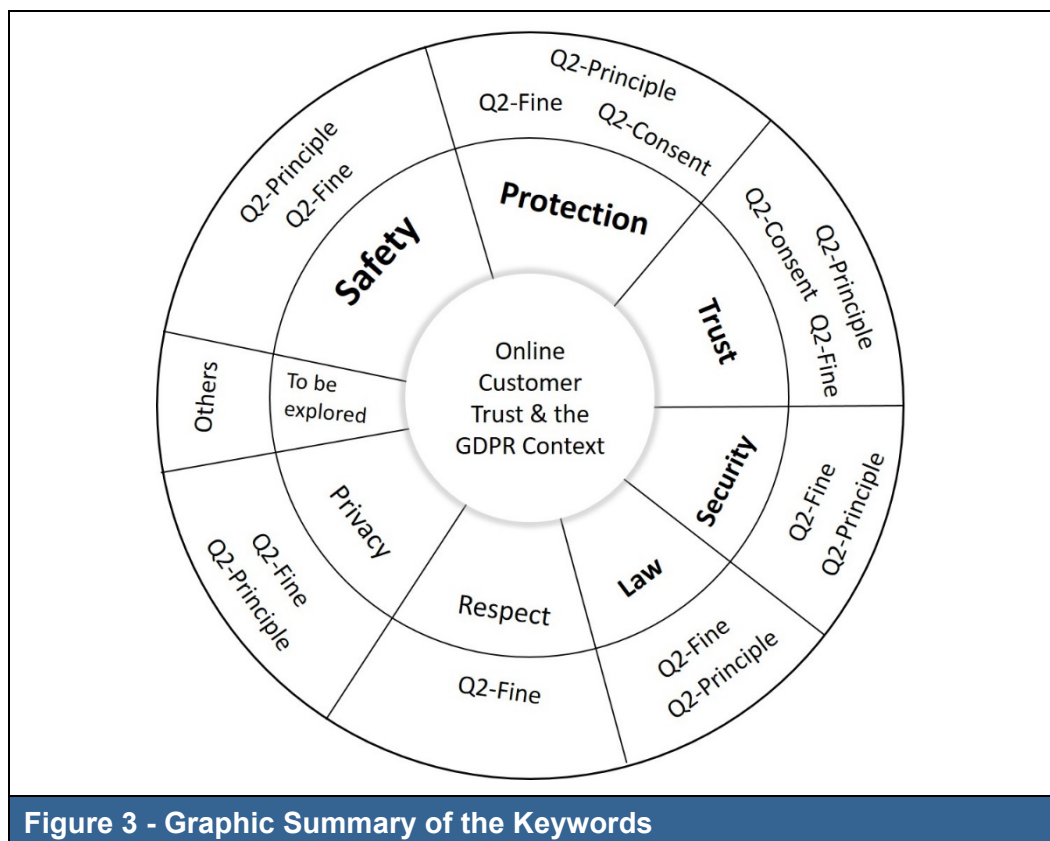 Q2-Principle
Q2-Fine
Q2-Consent
Protection
Q2-Principle
Q2-Consent
Q2-Fine
Trust
Q2-Fine
Q2-Principle
Security
Q2-Fine
Q2-Principle
Law
Q2-Fine
Respect
Q2-Fine
Q2-Principle
Privacy
Others
To be
explored
Q2-Principle
Q2-Fine
Safety
Online
Customer
Trust & the
GDPR Context
Figure 3 - Graphic Summary of the Keywords